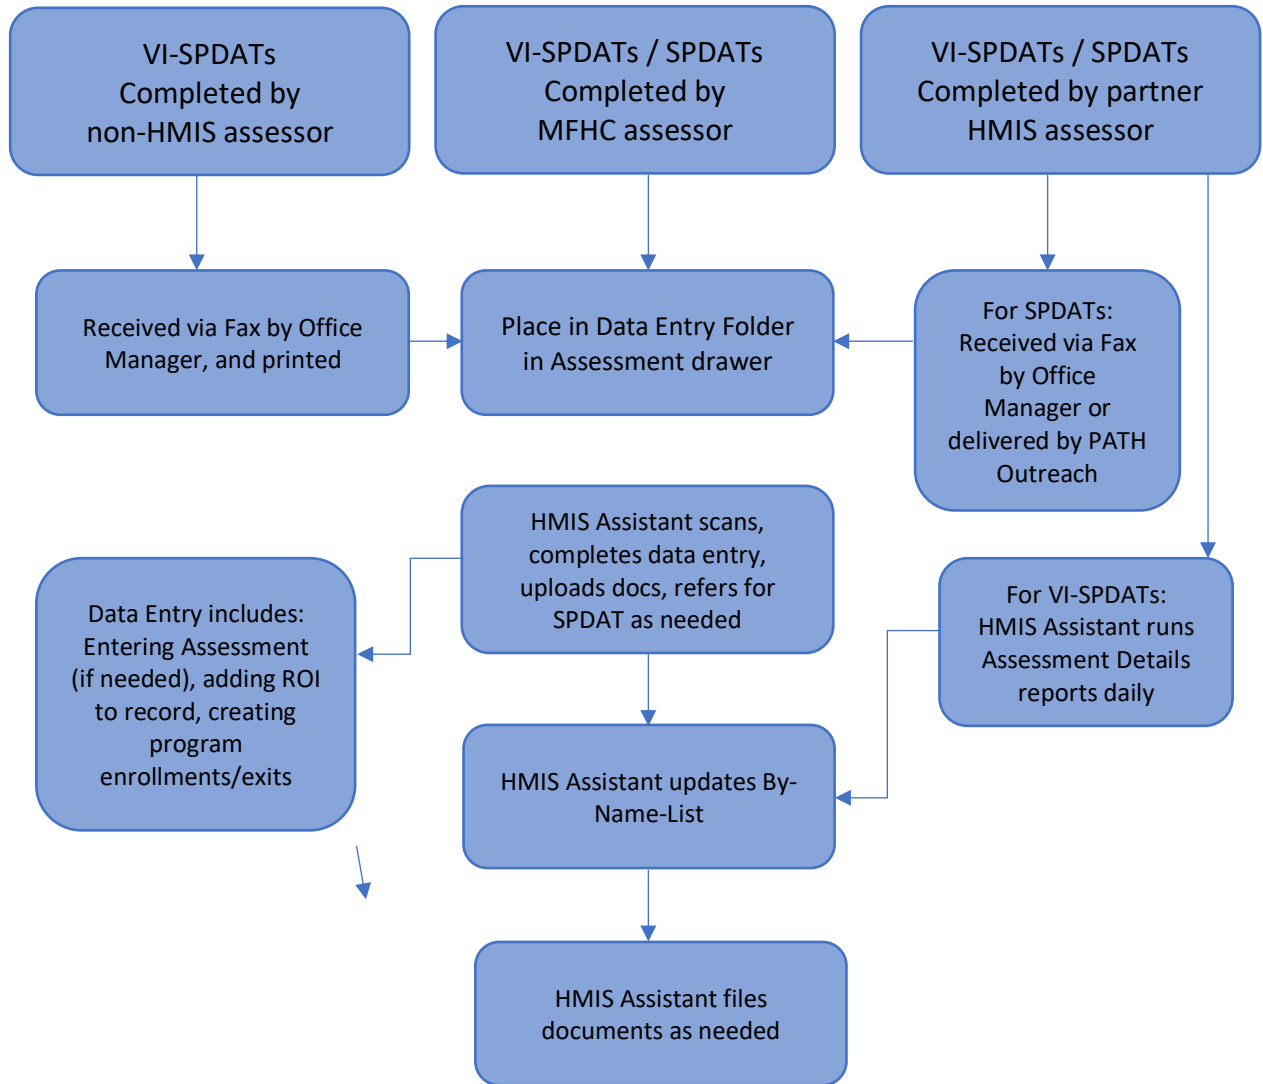 VI-SPDATs
Completed by
non-HMIS assessor
VI-SPDATs / SPDATs
Completed by
MFHC assessor
VI-SPDATs / SPDATs
Completed by partner
HMIS assessor
Received via Fax by Office
Manager, and printed
Place in Data Entry Folder
in Assessment drawer
For SPDATs:
Received via Fax
by Office
Manager or
delivered by PATH
Outreach
HMIS Assistant scans,
completes data entry,
uploads docs, refers for
SPDAT as needed
Data Entry includes:
Entering Assessment
(if needed), adding ROI
to record, creating
program
enrollments/exits
For VI-SPDATs:
HMIS Assistant runs
Assessment Details
reports daily
HMIS Assistant updates By-
Name-List
HMIS Assistant files
documents as needed